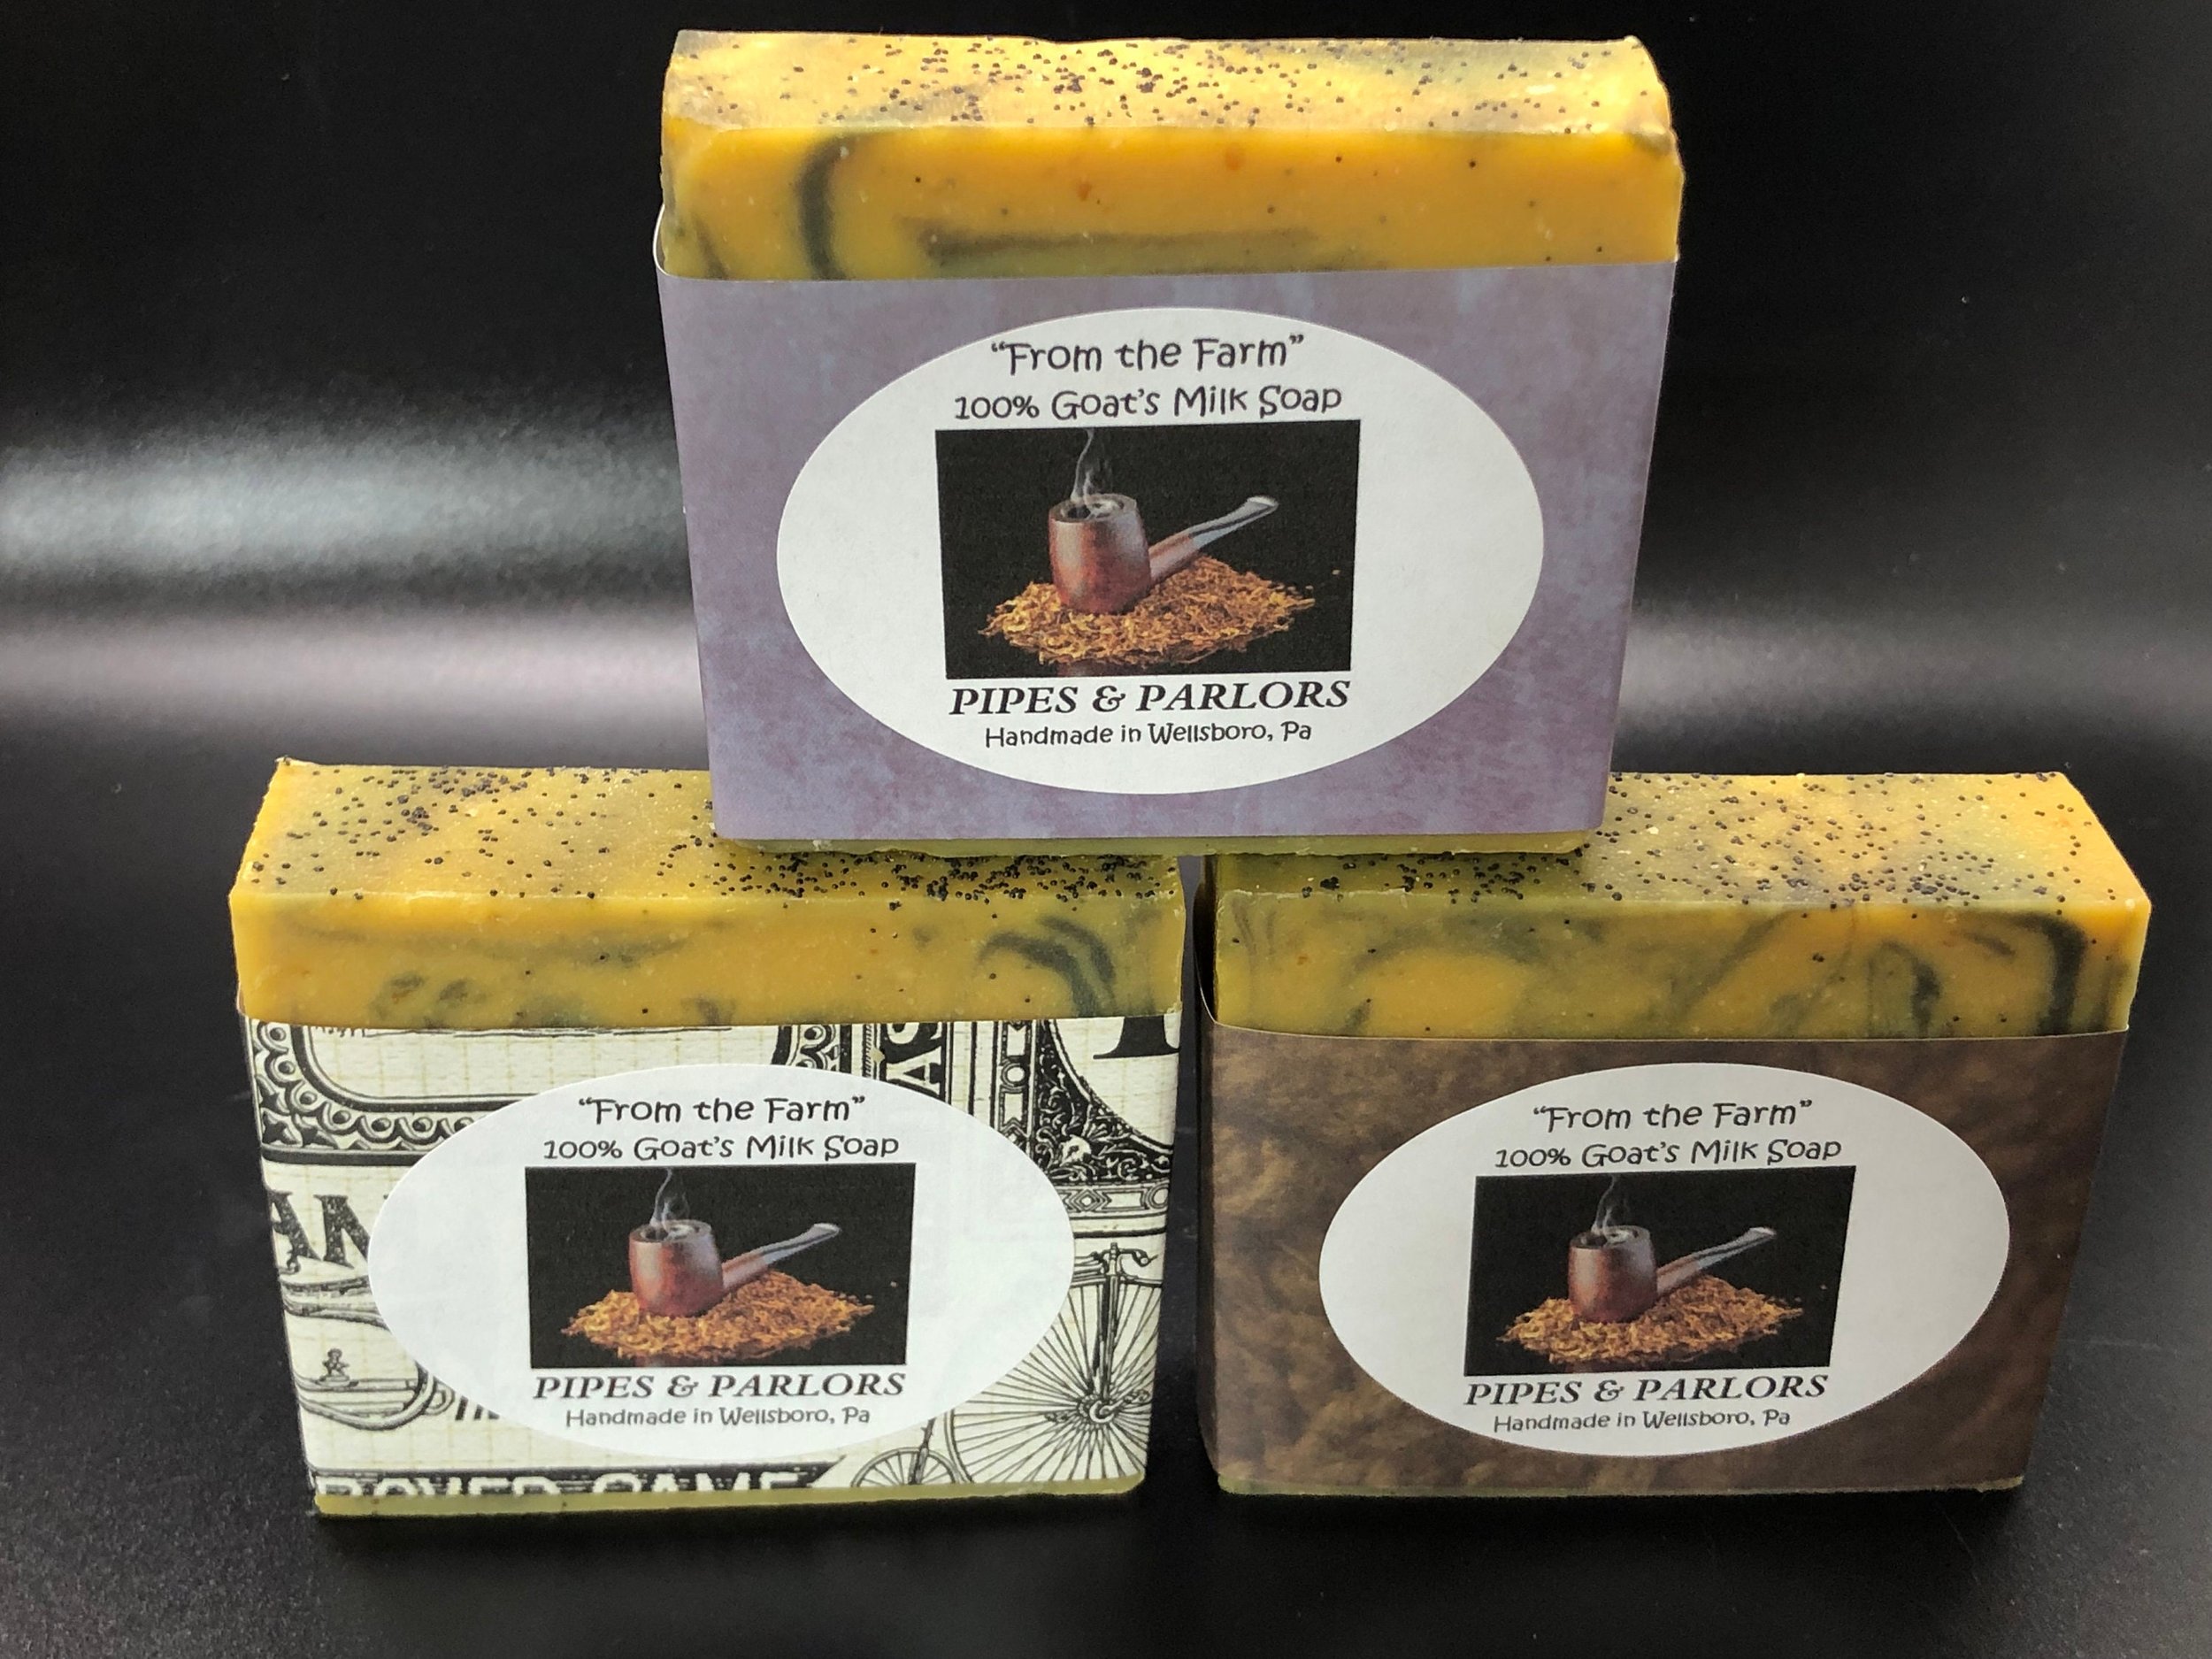 “From the Farm”
100% Goat's Milk Soap
PIPES & PARLORS
Handmade in Wellsboro, Pa
“From the Farm”
100% Goat's Milk Soap
PIPES & PARLORS
Handmade in Wellsboro, Pa
AN
GAME
“From the Farm”
100% Goat's Milk Soap
PIPES & PARLORS
Handmade in Wellsboro, Pa